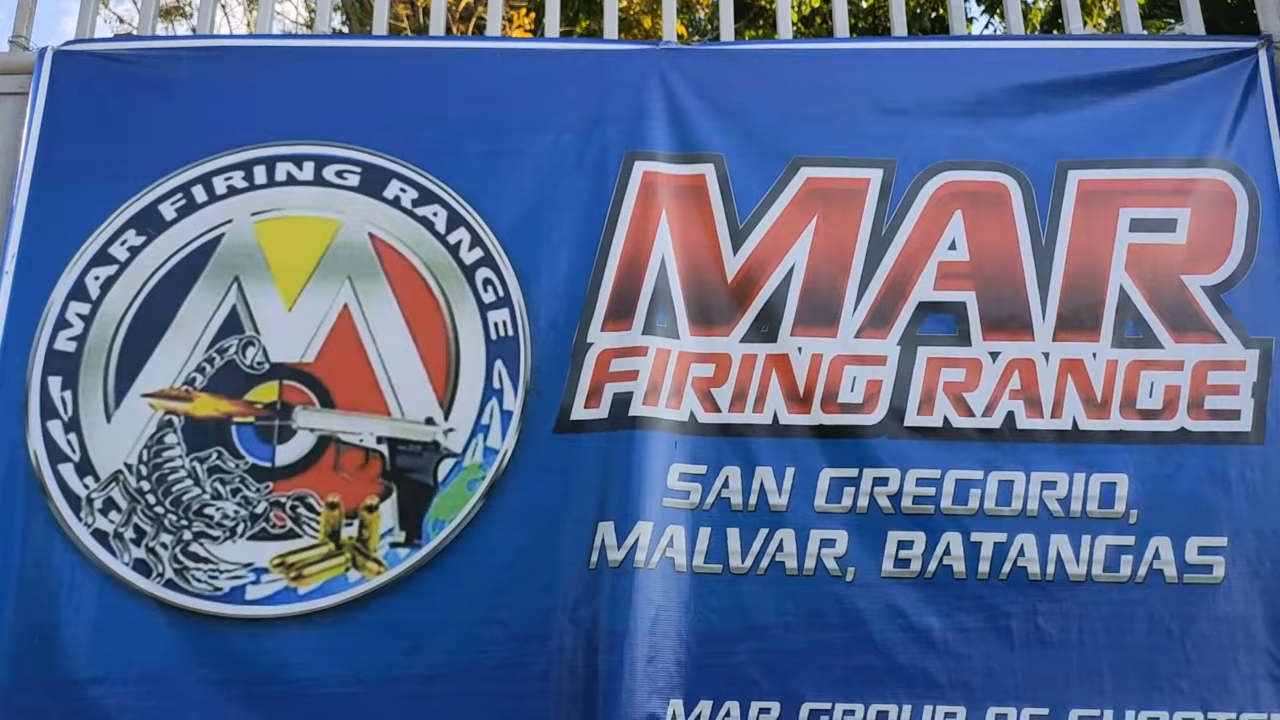 MAR FIRING RANGE
MAR
FIRING RANGE
SAN GREGORIO,
MALVAR, BATANGAS
MAR GROUP OF